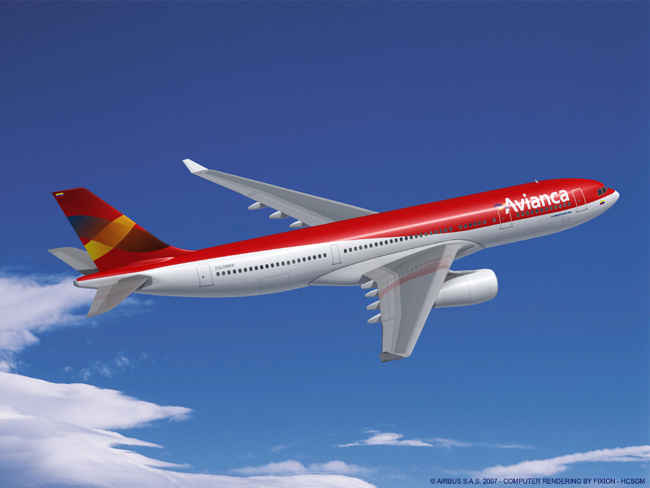 Avianca
© AIRBUS S.A.S. 2007 - COMPUTER RENDERING BY FIXION - HCSGM